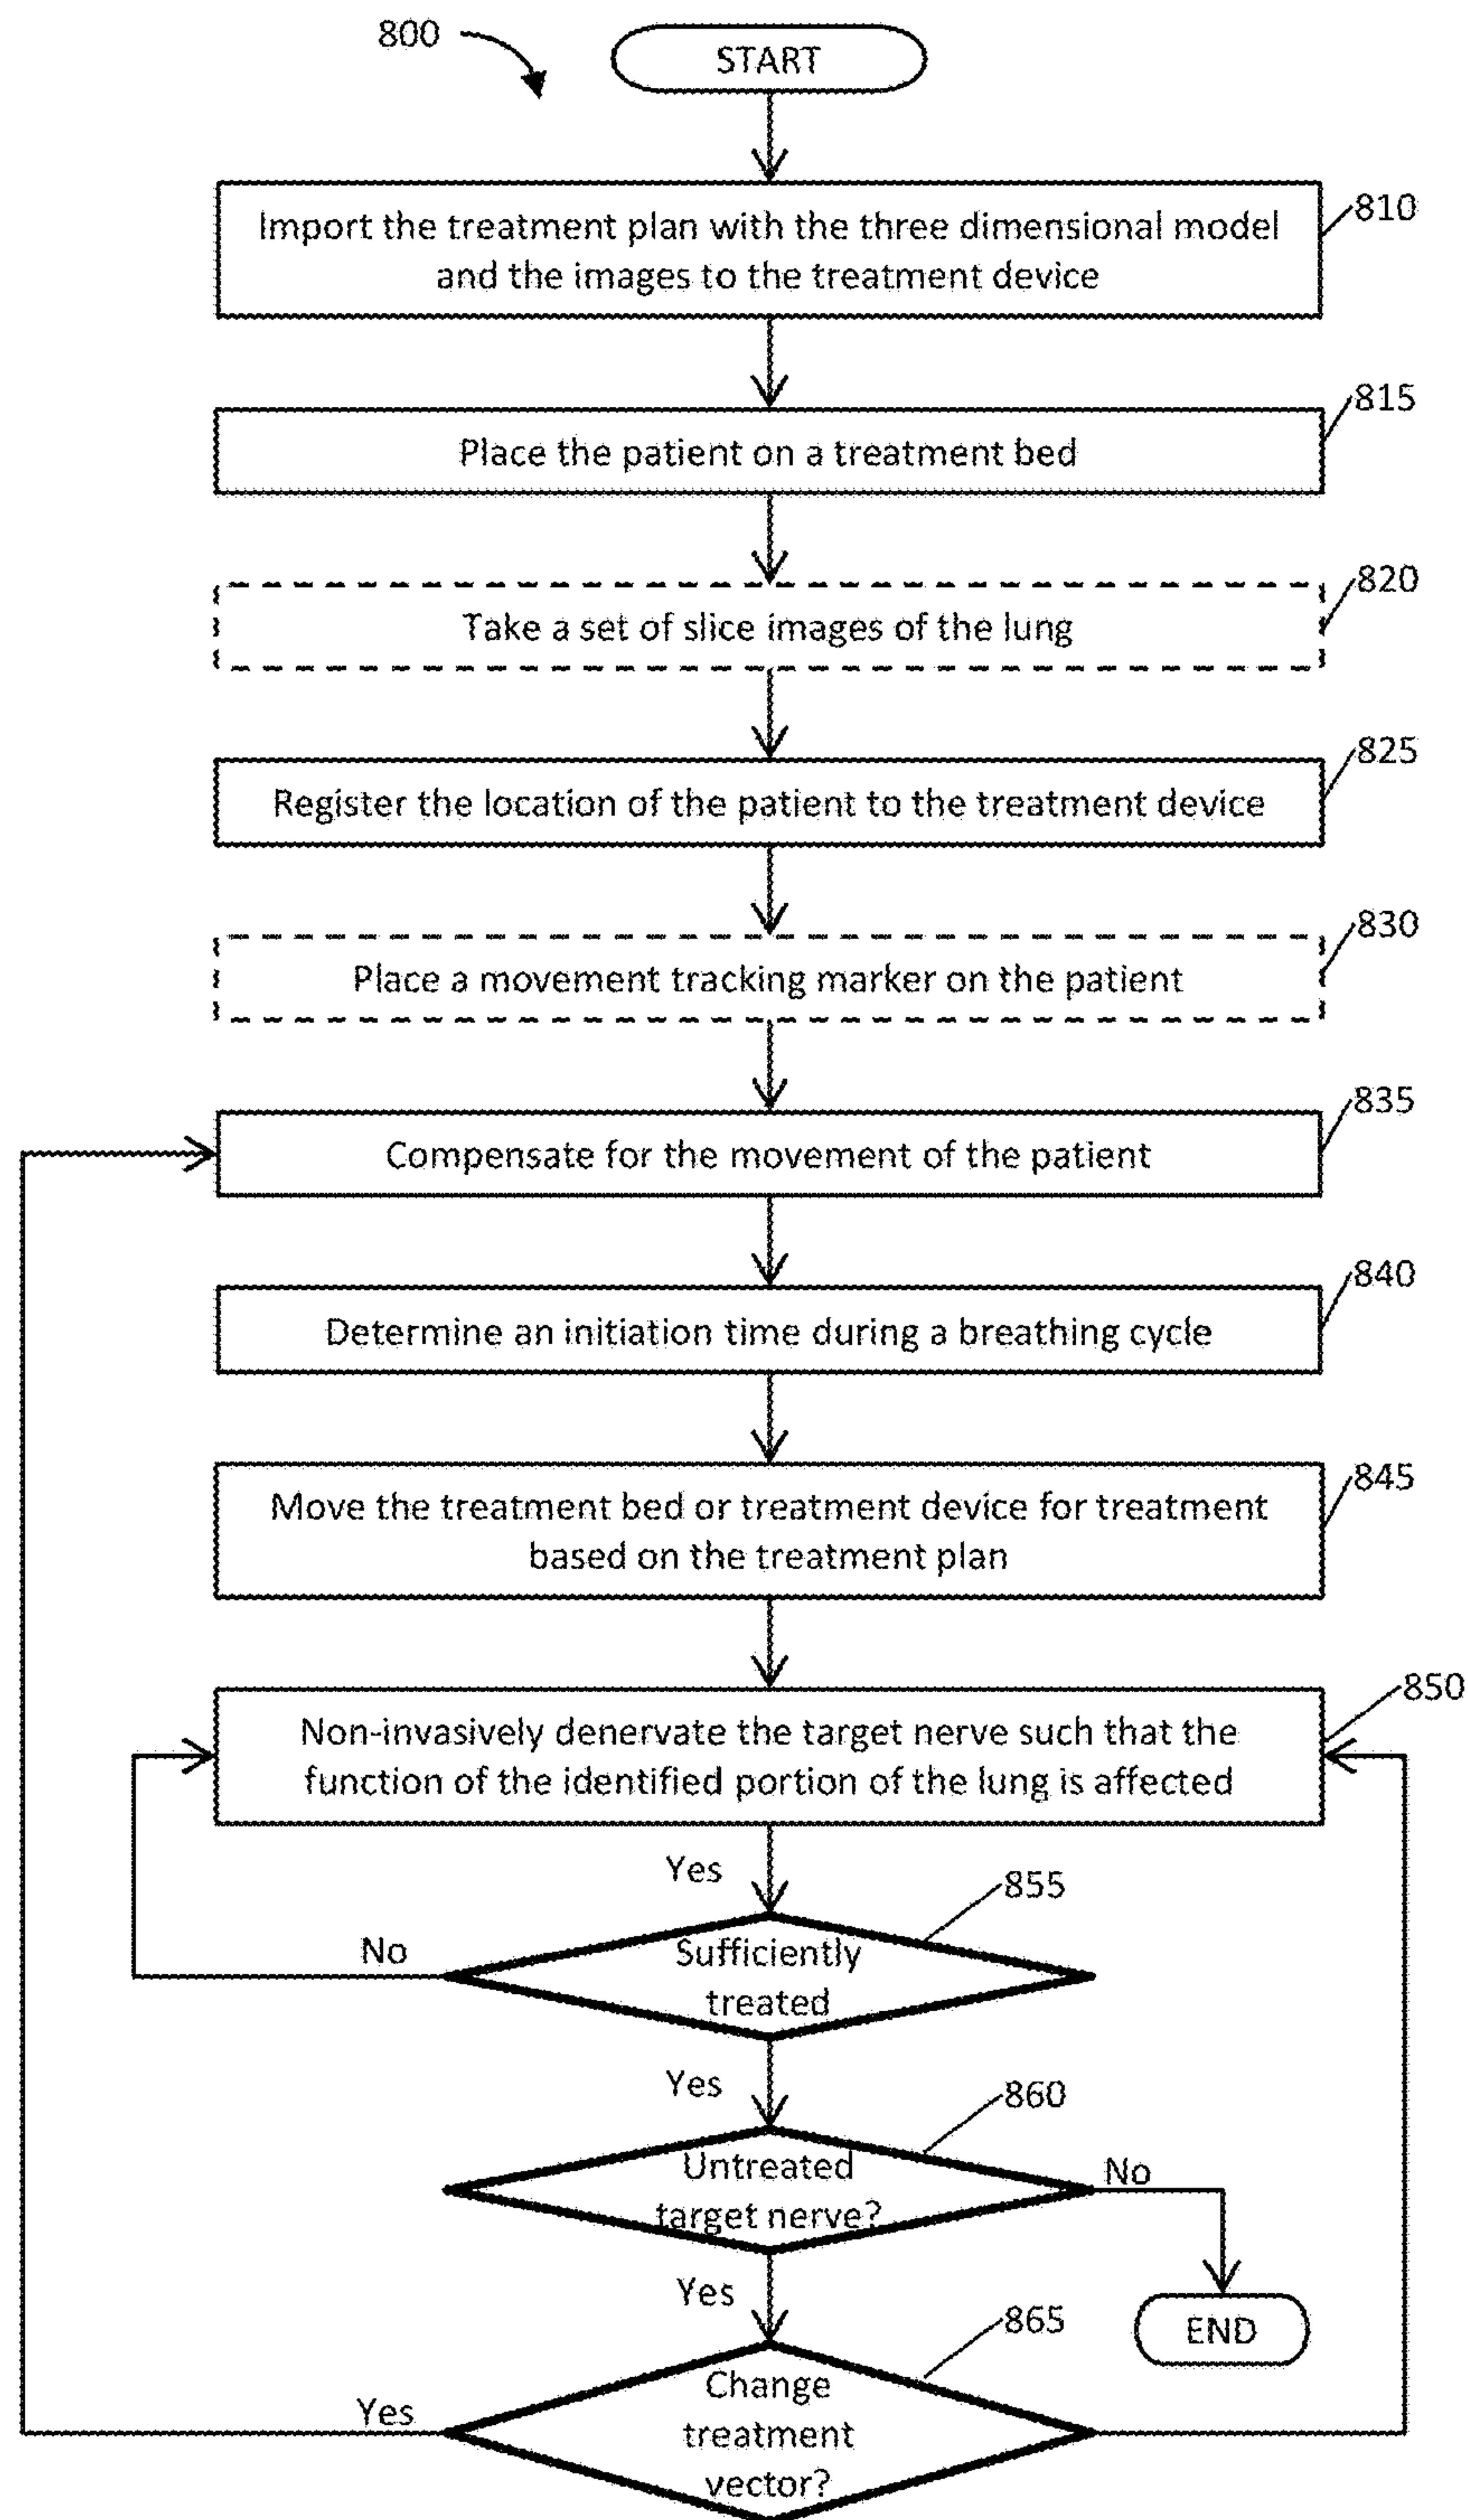 800
START
810
Import the treatment plan with the three dimensional model
and the images to the treatment device
815
Place the patient on a treatment bed
820
Take a set of slice images of the lung
825
Register the location of the patient to the treatment device
830
Place a movement tracking marker on the patient
835
Compensate for the movement of the patient
840
Determine an initiation time during a breathing cycle
845
Move the treatment bed or treatment device for treatment
based on the treatment plan
850
Non-invasively denervate the target nerve such that the
function of the identified portion of the lung is affected
Yes
855
No
Sufficiently
treated
Yes
860
Untreated
target nerve?
No
Yes
865
END
Change
treatment
vector?
Yes